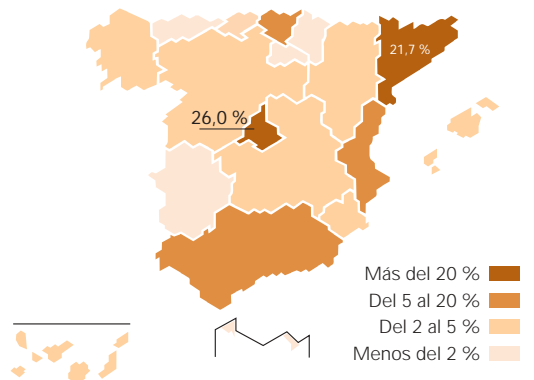 21,7 %
26,0 %
Más del 20 %
Del 5 al 20 %
Del 2 al 5 %
Menos del 2 %